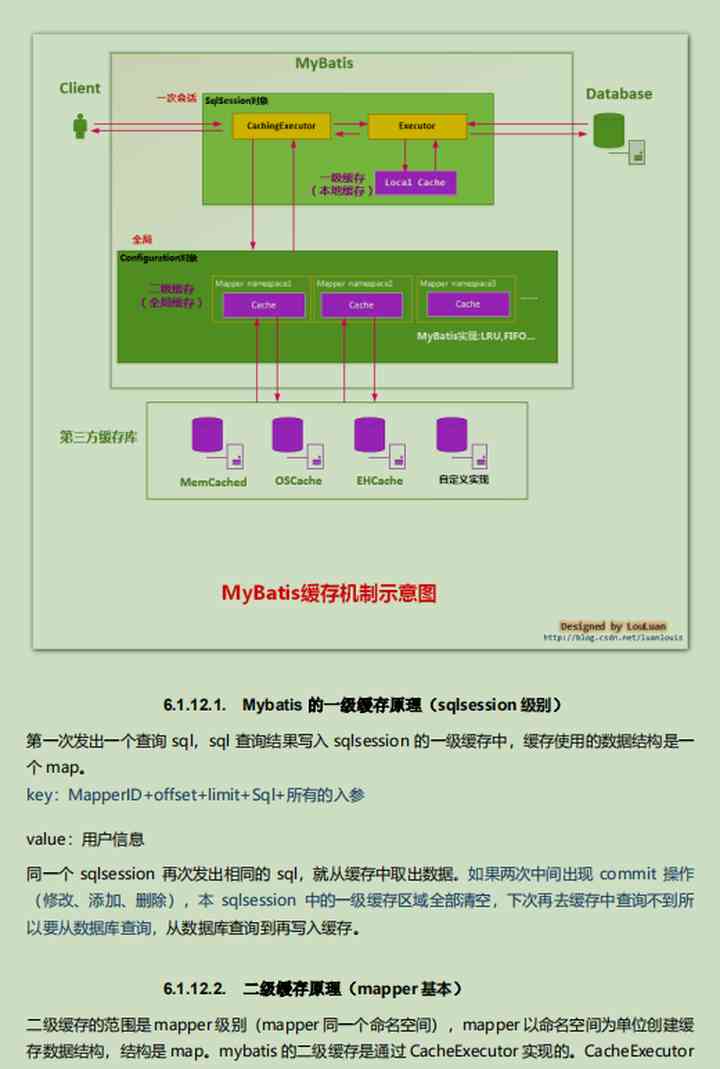 MyBatis
Client
Database
一次会话
SqlSession对象
CachingExecutor
Executor
一级缓存
（本地缓存）
Local Cache
全局
Configuration对象
二级缓存
（全局缓存）
Mapper namespace1
Mapper namespace2
Mapper namespace3
Cache
Cache
Cache
......
MyBatis实现:LRU,FIFO...
第三方缓存库
MemCached
OSCache
EHCache
自定义实现
MyBatis缓存机制示意图
Designed by LouLuan
http://blog.csdn.net/luanlouis
6.1.12.1. Mybatis 的一级缓存原理（sqlsession 级别）
第一次发出一个查询 sql，sql 查询结果写入 sqlsession 的一级缓存中，缓存使用的数据结构是一
个 map。
key：MapperID+offset+limit+Sql+所有的入参
value：用户信息
同一个 sqlsession 再次发出相同的 sql，就从缓存中取出数据。如果两次中间出现 commit 操作
（修改、添加、删除），本 sqlsession 中的一级缓存区域全部清空，下次再去缓存中查询不到所
以要从数据库查询，从数据库查询到再写入缓存。
6.1.12.2. 二级缓存原理（mapper 基本）
二级缓存的范围是 mapper 级别（mapper 同一个命名空间），mapper 以命名空间为单位创建缓
存数据结构，结构是 map。mybatis 的二级缓存是通过 CacheExecutor 实现的。CacheExecutor